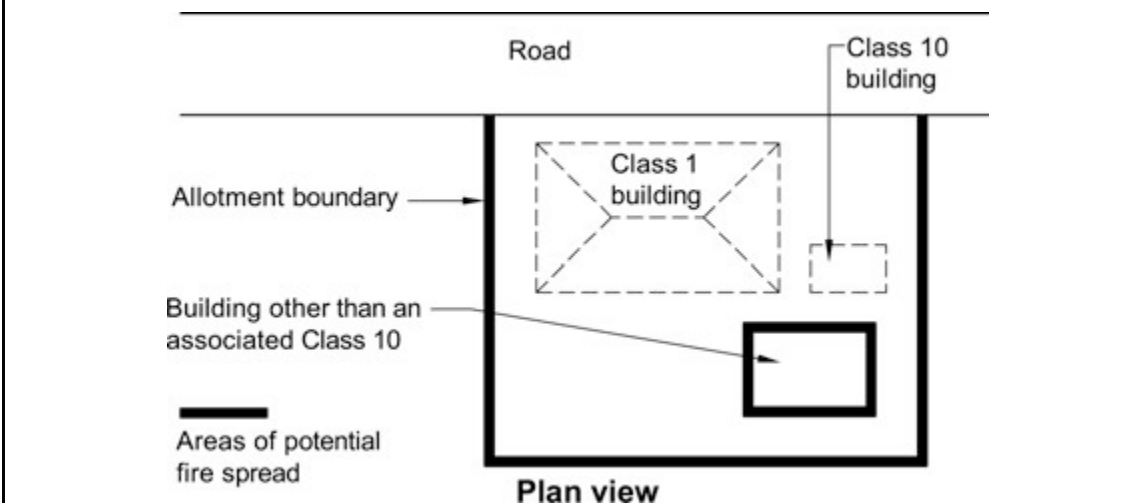 Road
Class 10
building
Class 1
building
Allotment boundary
Building other than an
associated Class 10
Areas of potential
fire spread
Plan view